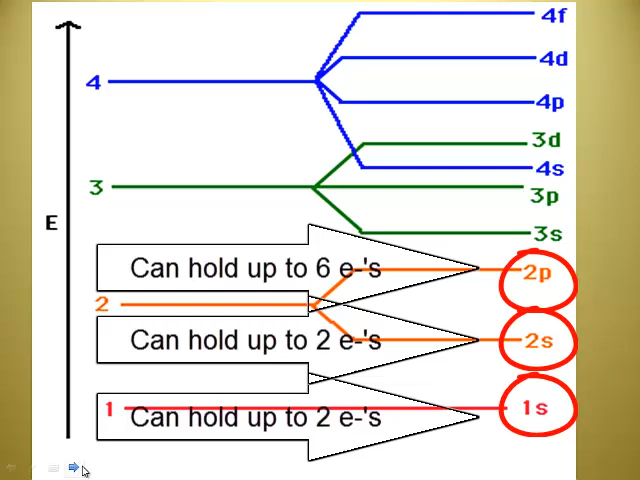 4f
4d
4
4p
3d
4s
3
3p
E
3s
Can hold up to 6 e-'s
2p
2
Can hold up to 2 e-'s
2s
1
Can hold up to 2 e-'s
1s